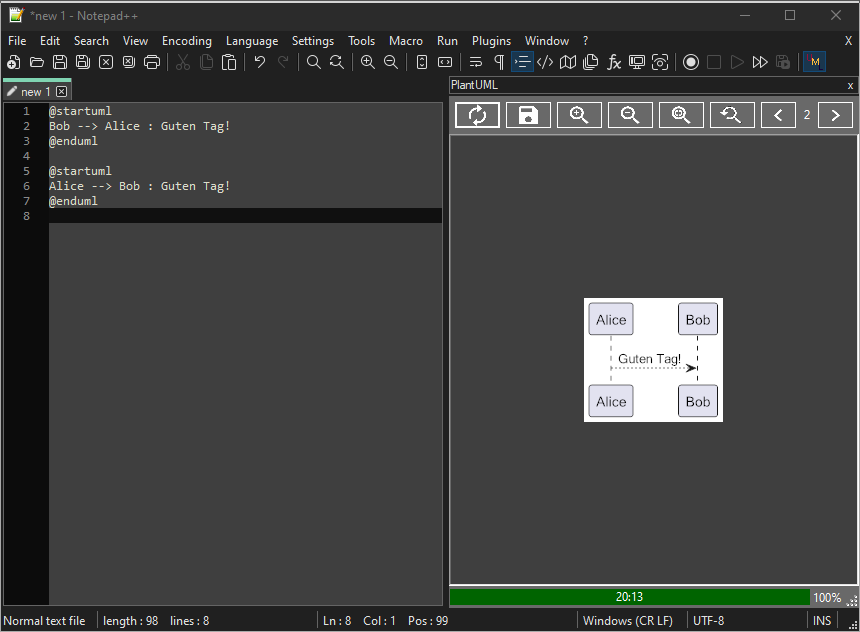 *new 1 - Notepad++
File Edit Search View Encoding Language Settings Tools Macro Run Plugins Window ? X
new 1
1 @startuml
2 Bob --> Alice : Guten Tag!
3 @enduml
4
5 @startuml
6 Alice --> Bob : Guten Tag!
7 @enduml
8
PlantUML x
2
Alice Bob
Guten Tag!
Alice Bob
20:13 100%
Normal text file length : 98 lines : 8 Ln : 8 Col : 1 Pos : 99 Windows (CR LF) UTF-8 INS